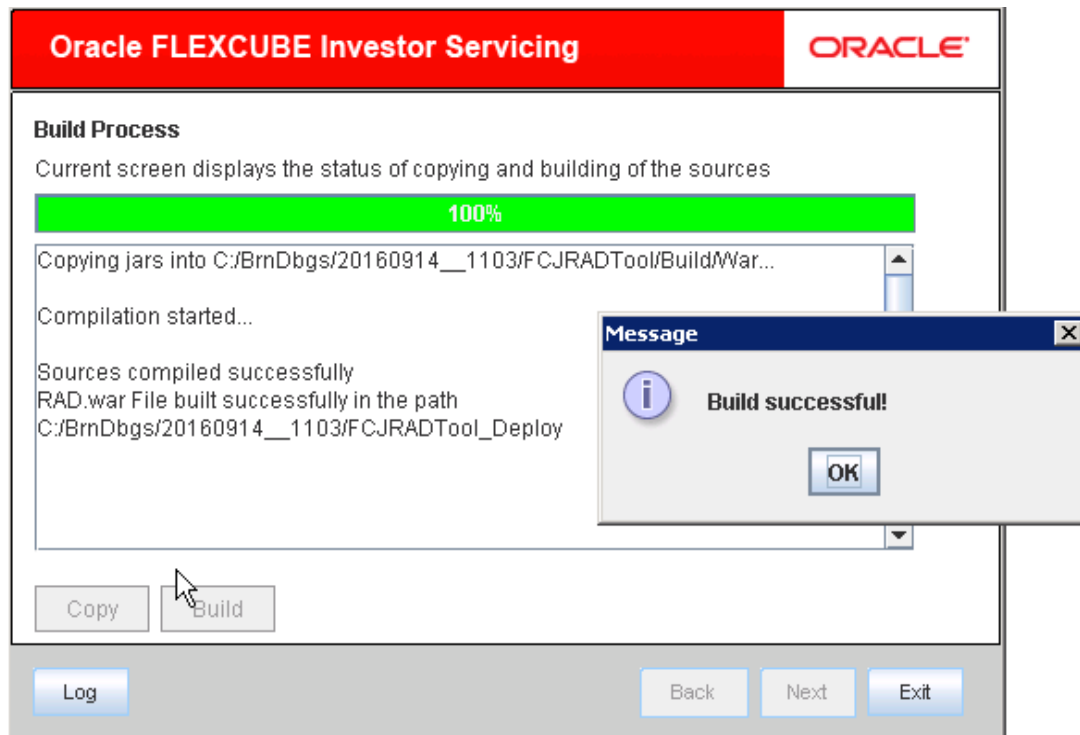 Oracle FLEXCUBE Investor Servicing
ORACLE
Build Process
Current screen displays the status of copying and building of the sources
100%
Copying jars into C:/BrnDbgs/20160914__1103/FCJRADTool/Build/War...
Compilation started...
Sources compiled successfully
RAD.war File built successfully in the path
C:/BrnDbgs/20160914__1103/FCJRADTool_Deploy
Message
Build successful!
OK
Copy
Build
Log
Back
Next
Exit